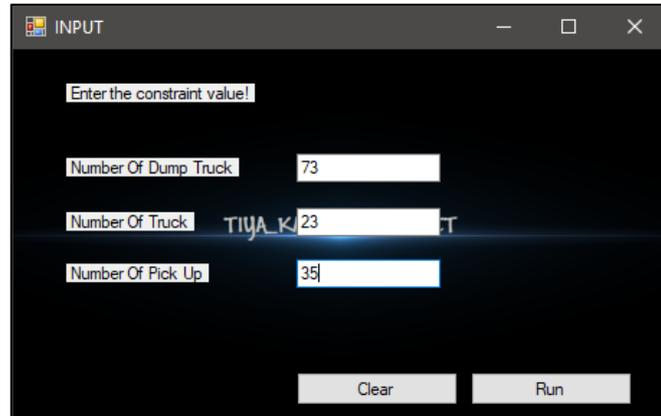 INPUT
Enter the constraint value!
Number Of Dump Truck 73
Number Of Truck TIYA_K 23 T
Number Of Pick Up 35
Clear Run